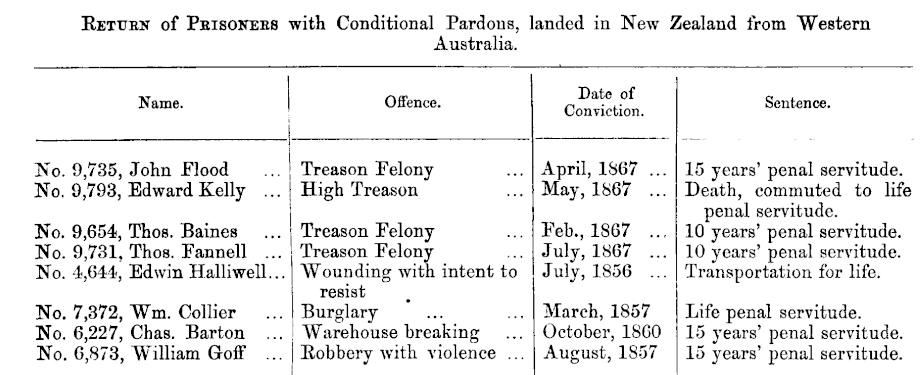 RETURN of PRISONERS with Conditional Pardons, landed in New Zealand from Western
Australia.
Name. Offence. Date of Conviction. Sentence.
No. 9,735, John Flood ... Treason Felony ... April, 1867 ... 15 years' penal servitude.
No. 9,793, Edward Kelly ... High Treason ... May, 1867 ... Death, commuted to life
penal servitude.
No. 9,654, Thos. Baines ... Treason Felony ... Feb., 1867 ... 10 years' penal servitude.
No. 9,731, Thos. Fannell ... Treason Felony ... July, 1867 ... 10 years' penal servitude.
No. 4,644, Edwin Halliwell... Wounding with intent to July, 1856 ... Transportation for life.
resist
No. 7,372, Wm. Collier ... Burglary ... ... March, 1857 Life penal servitude.
No. 6,227, Chas. Barton ... Warehouse breaking ... October, 1860 15 years' penal servitude.
No. 6,873, William Goff ... Robbery with violence ... August, 1857 15 years' penal servitude.